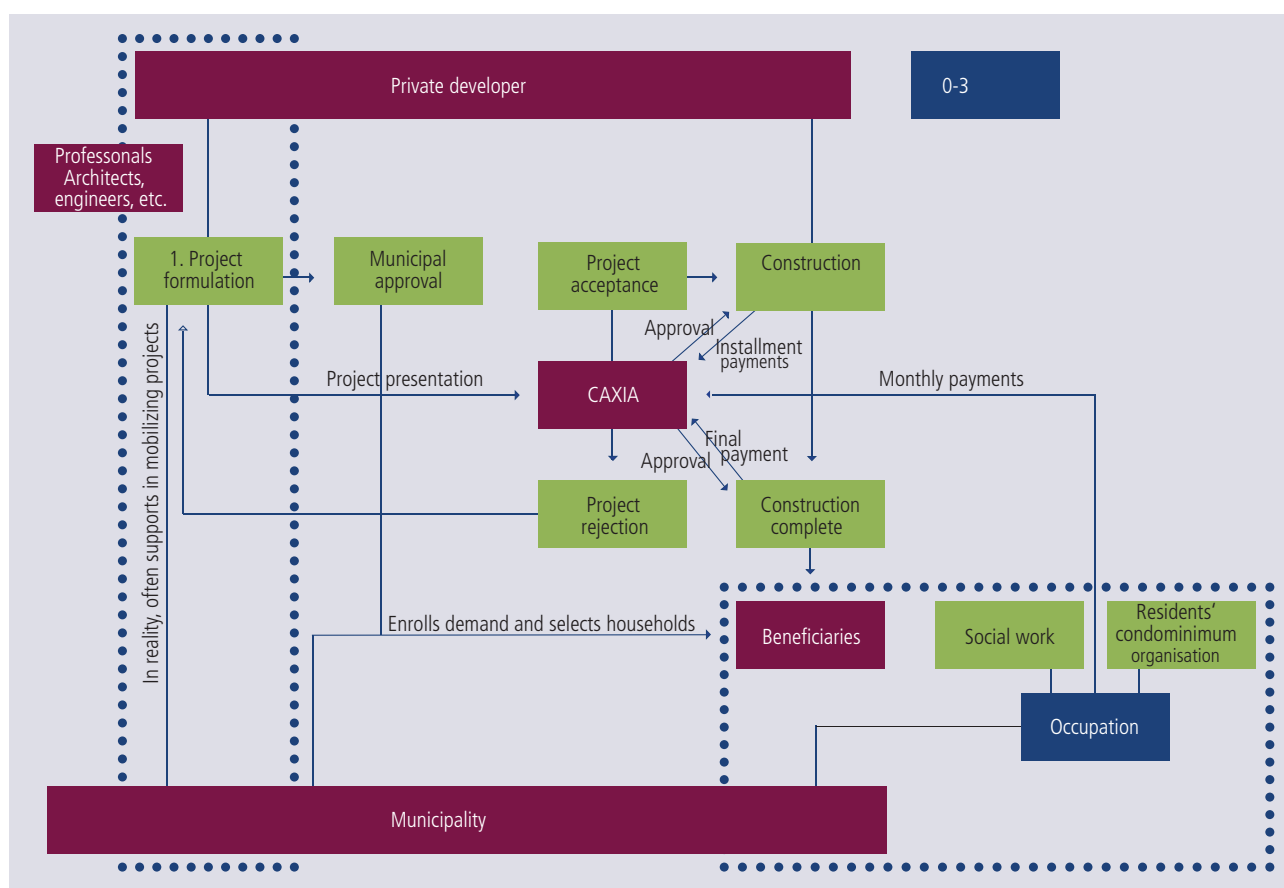 Private developer
0-3
Professonals
Architects,
engineers, etc.
1. Project
formulation
Municipal
approval
Project
acceptance
Construction
Approval
Installment
payments
Project presentation
CAXIA
Monthly payments
In reality, often supports in mobilizing projects
Final
payment
Approval
Project
rejection
Construction
complete
Enrolls demand and selects households
Beneficiaries
Social work
Residents’
condominimum
organisation
Occupation
Municipality